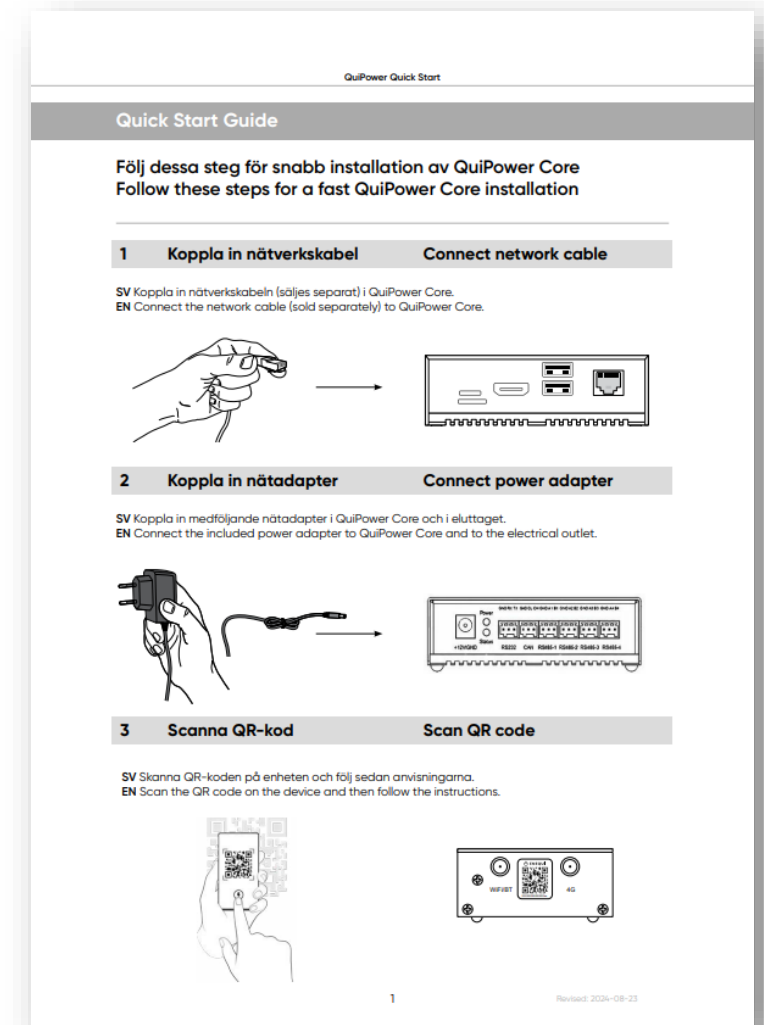 QuiPower Quick Start
Quick Start Guide
Följ dessa steg för snabb installation av QuiPower Core
Follow these steps for a fast QuiPower Core installation
1 Koppla in nätverkskabel Connect network cable
SV Koppla in nätverkskabeln (säljes separat) i QuiPower Core.
EN Connect the network cable (sold separately) to QuiPower Core.
2 Koppla in nätadapter Connect power adapter
SV Koppla in medföljande nätadapter i QuiPower Core och i eluttaget.
EN Connect the included power adapter to QuiPower Core and to the electrical outlet.
Power
Status
+12V/GND RS232 CAN RS485-1 RS485-2 RS485-3 RS485-4
3 Scanna QR-kod Scan QR code
SV Skanna QR-koden på enheten och följ sedan anvisningarna.
EN Scan the QR code on the device and then follow the instructions.
WiFi/BT 4G
1 Revised: 2024-08-23